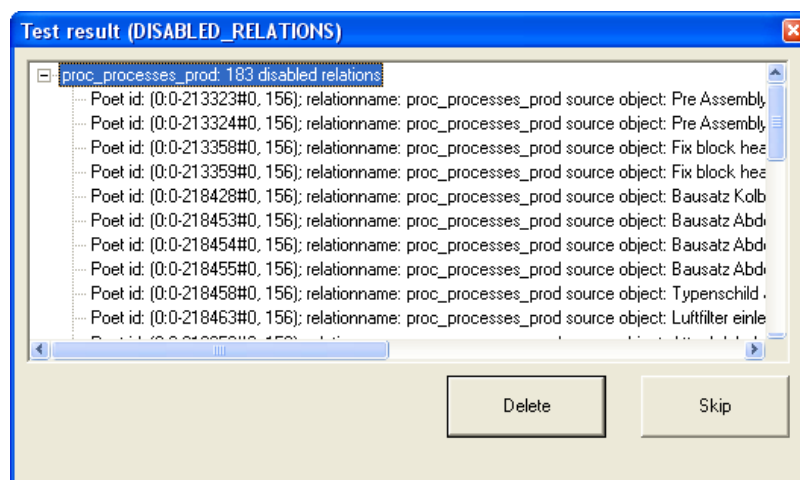 Test result (DISABLED_RELATIONS)
proc_processes_prod: 183 disabled relations
Poet id: (0:0-213323#0, 156); relationname: proc_processes_prod source object: Pre Assembly
Poet id: (0:0-213324#0, 156); relationname: proc_processes_prod source object: Pre Assembly
Poet id: (0:0-213358#0, 156); relationname: proc_processes_prod source object: Fix block hea
Poet id: (0:0-213359#0, 156); relationname: proc_processes_prod source object: Fix block hea
Poet id: (0:0-218428#0, 156); relationname: proc_processes_prod source object: Bausatz Kolb
Poet id: (0:0-218453#0, 156); relationname: proc_processes_prod source object: Bausatz Abd
Poet id: (0:0-218454#0, 156); relationname: proc_processes_prod source object: Bausatz Abd
Poet id: (0:0-218455#0, 156); relationname: proc_processes_prod source object: Bausatz Abd
Poet id: (0:0-218458#0, 156); relationname: proc_processes_prod source object: Typenschild
Poet id: (0:0-218463#0, 156); relationname: proc_processes_prod source object: Luftfilter einle
Delete
Skip